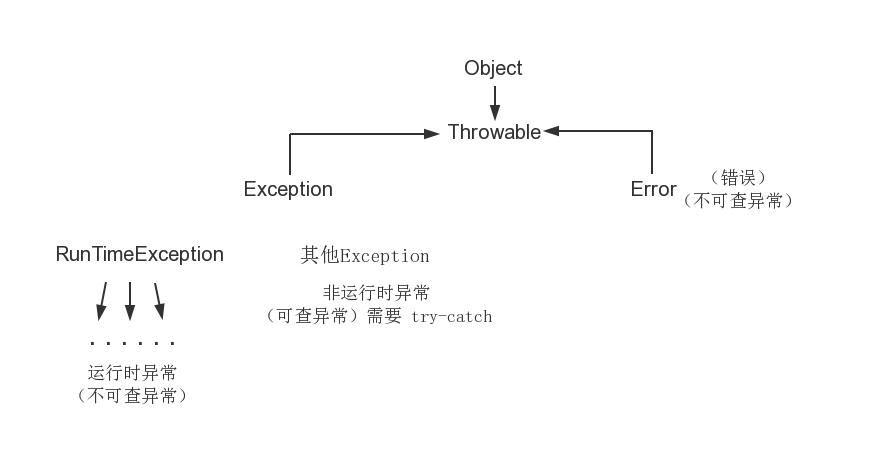 Object
Throwable
Exception
Error
（错误）
（不可查异常）
RunTimeException
其他Exception
非运行时异常
（可查异常）需要 try-catch
......
运行时异常
（不可查异常）